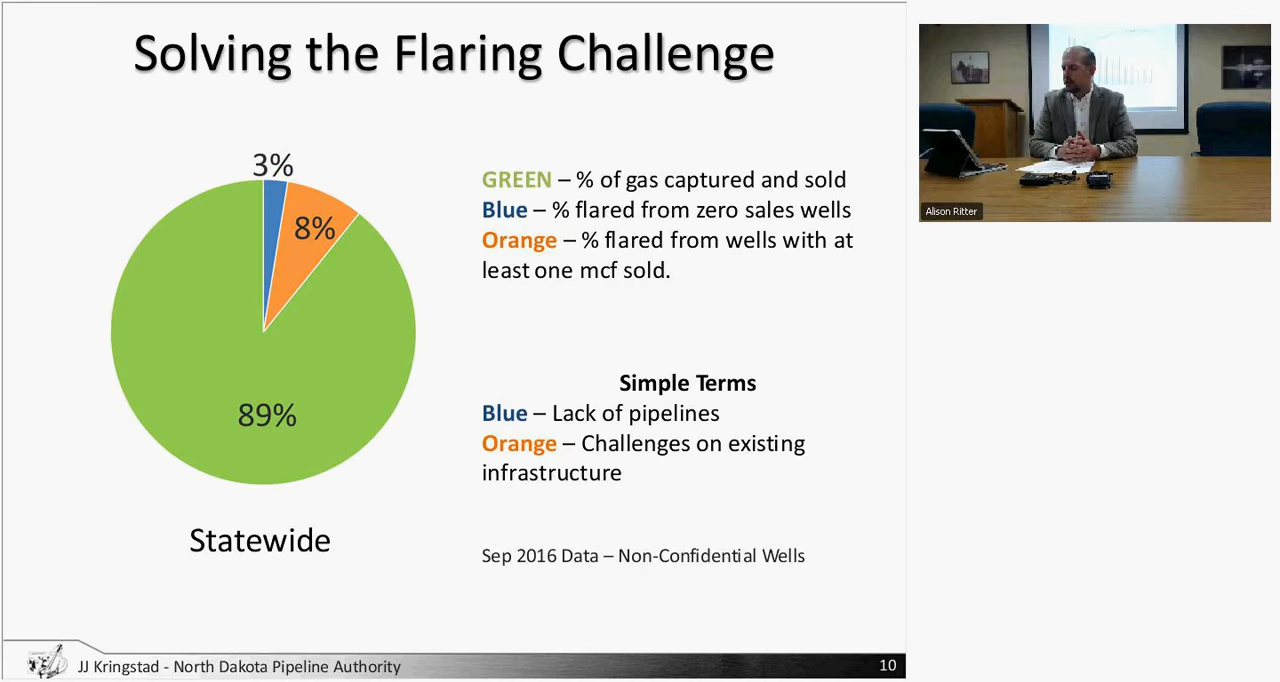 Solving the Flaring Challenge
3%
8%
89%
Statewide
GREEN – % of gas captured and sold
Blue – % flared from zero sales wells
Orange – % flared from wells with at
least one mcf sold.
Simple Terms
Blue – Lack of pipelines
Orange – Challenges on existing
infrastructure
Sep 2016 Data – Non-Confidential Wells
JJ Kringstad - North Dakota Pipeline Authority
10
Alison Ritter